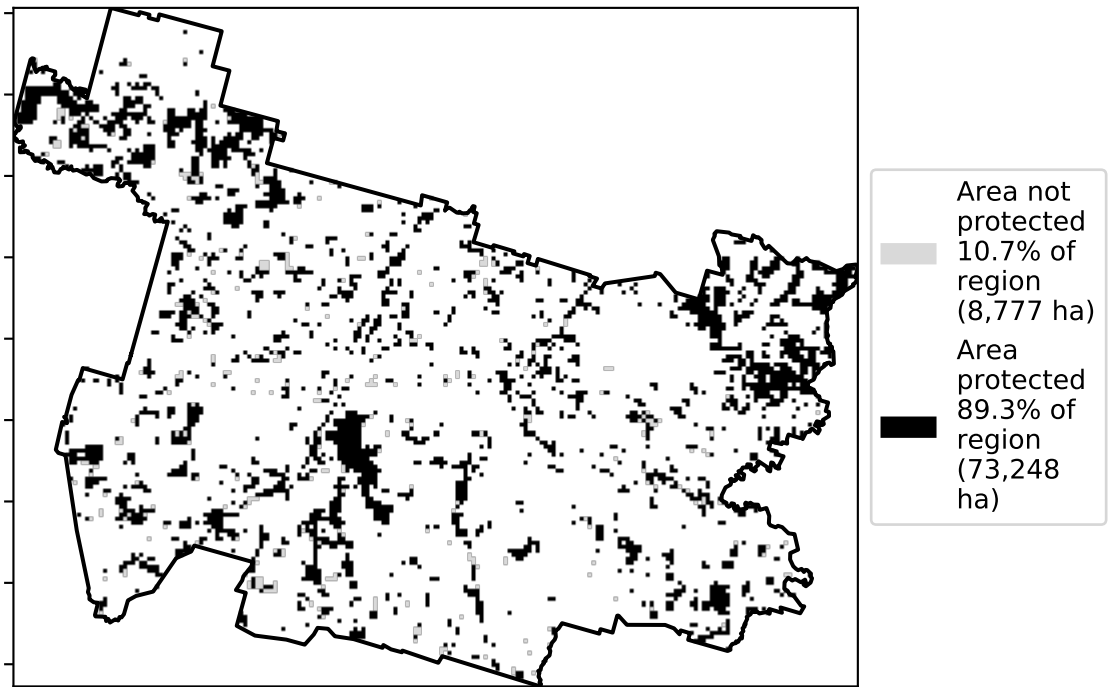 Area not
protected
10.7% of
region
(8,777 ha)
Area
protected
89.3% of
region
(73,248
ha)